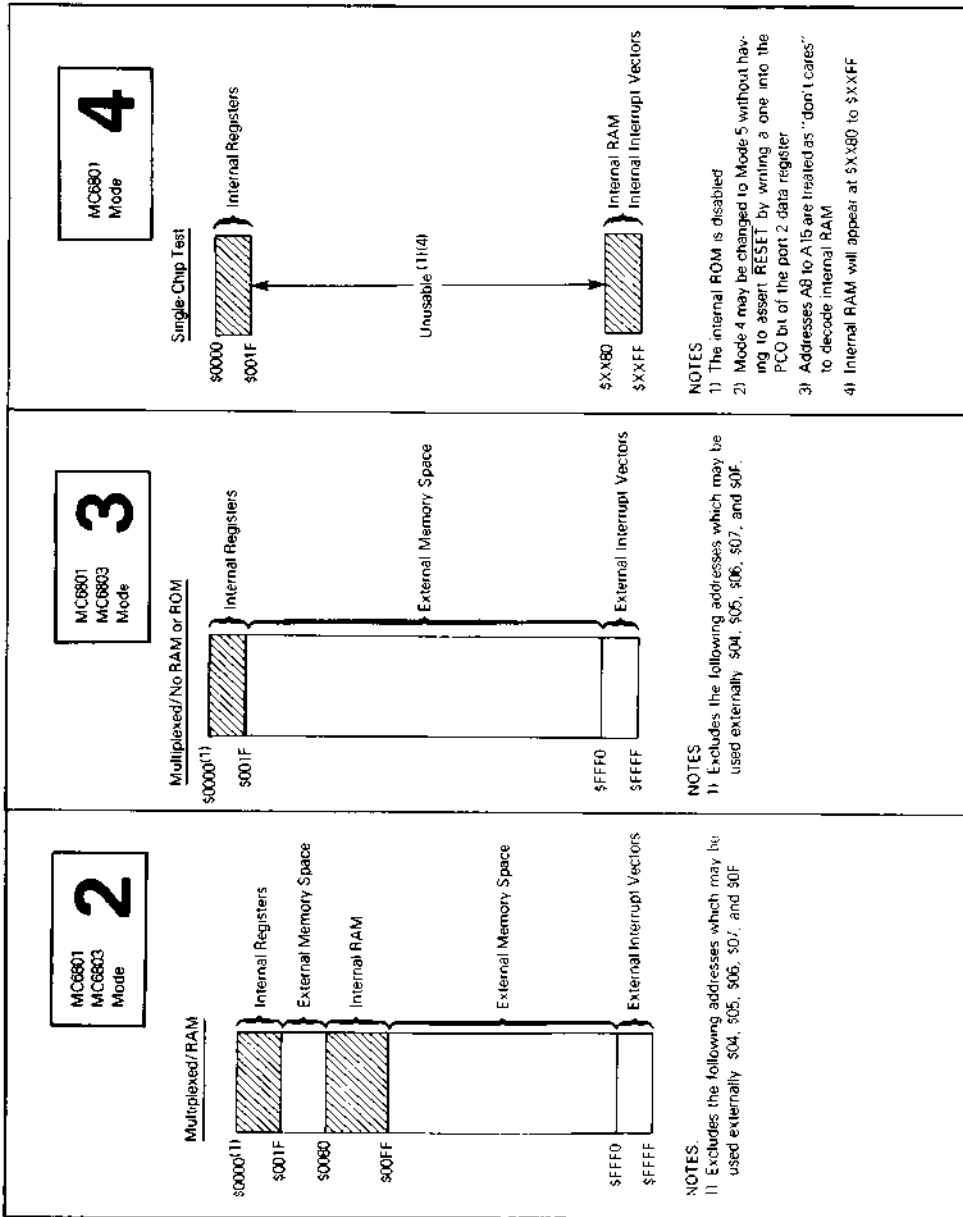 MC6801
MC6803
Mode
2
Multiplexed/RAM
$0000(1)
$001F
$0080
$00FF
$FFF0
$FFFF
Internal Registers
External Memory Space
Internal RAM
External Memory Space
External Interrupt Vectors
NOTES.
1) Excludes the following addresses which may be
used externally $04, $05, $06, $07, and $0F
MC6801
MC6803
Mode
3
Multiplexed/No RAM or ROM
$0000(1)
$001F
$FFF0
$FFFF
Internal Registers
External Memory Space
External Interrupt Vectors
NOTES
1) Excludes the following addresses which may be
used externally $04, $05, $06, $07, and $0F.
MC6801
Mode
4
Single-Chip Test
$0000
$001F
$XX80
$XXFF
Internal Registers
Unusable (1)(4)
Internal RAM
Internal Interrupt Vectors
NOTES
1) The internal ROM is disabled
2) Mode 4 may be changed to Mode 5 without hav-
ing to assert RESET by writing a one into the
PCO bit of the port 2 data register
3) Addresses A8 to A15 are treated as "don't cares"
to decode internal RAM
4) Internal RAM will appear at $XX80 to $XXFF